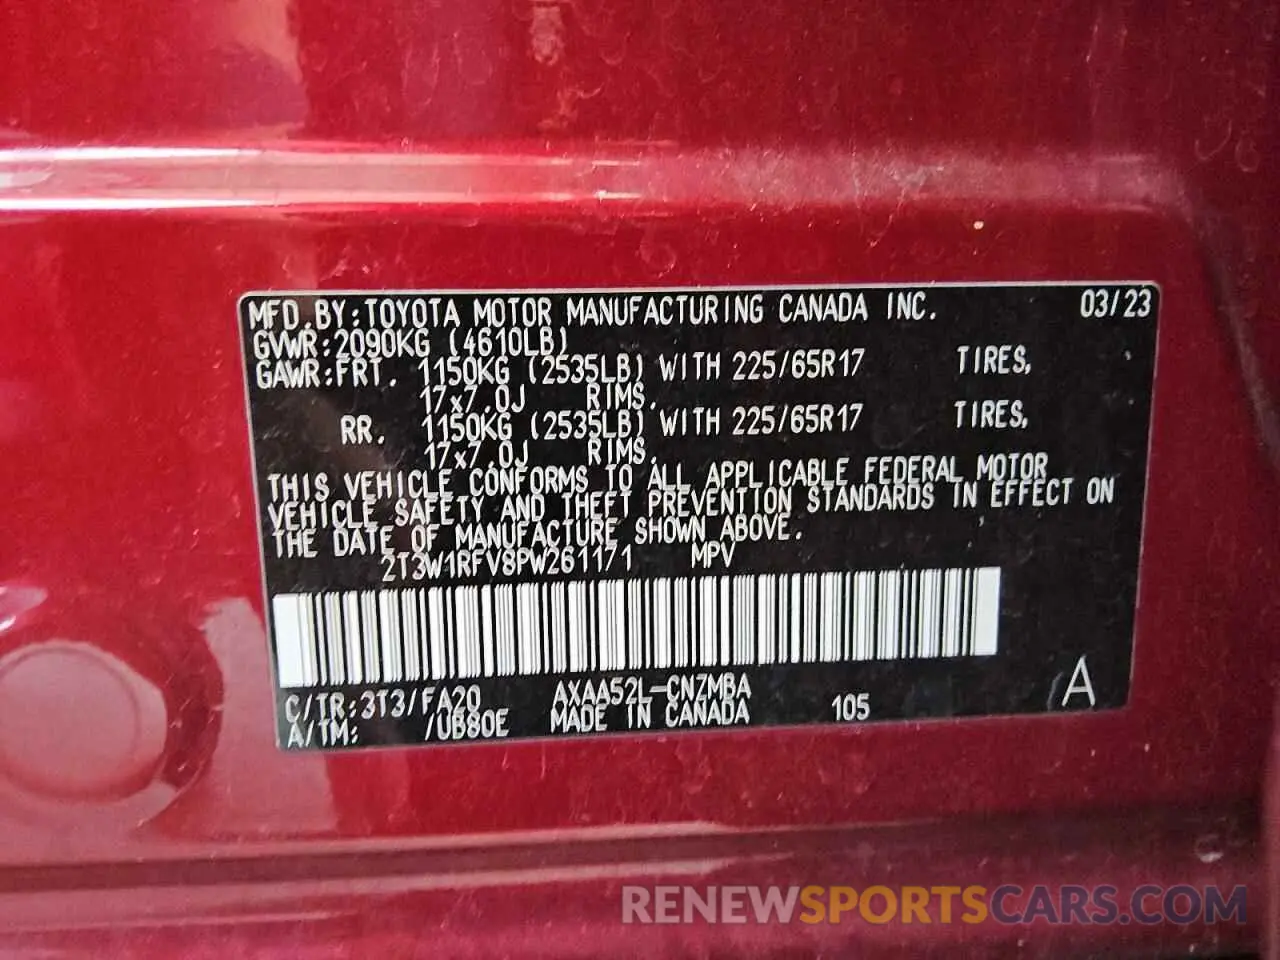 MFD. BY: TOYOTA MOTOR MANUFACTURING CANADA INC. 03/23
GVWR: 2090KG (4610LB)
GAWR: FRT. 1150KG (2535LB) WITH 225/65R17 TIRES,
17x7.0J RIMS,
RR. 1150KG (2535LB) WITH 225/65R17 TIRES,
17x7.0J RIMS,
THIS VEHICLE CONFORMS TO ALL APPLICABLE FEDERAL MOTOR
VEHICLE SAFETY AND THEFT PREVENTION STANDARDS IN EFFECT ON
THE DATE OF MANUFACTURE SHOWN ABOVE.
2T3W1RFV8PW261171 MPV
C/TR: 3T3/FA20 AXAA52L-CNZMBA
A/TM: /UB80E MADE IN CANADA 105 /A
RENEWSPORTSCARS.COM